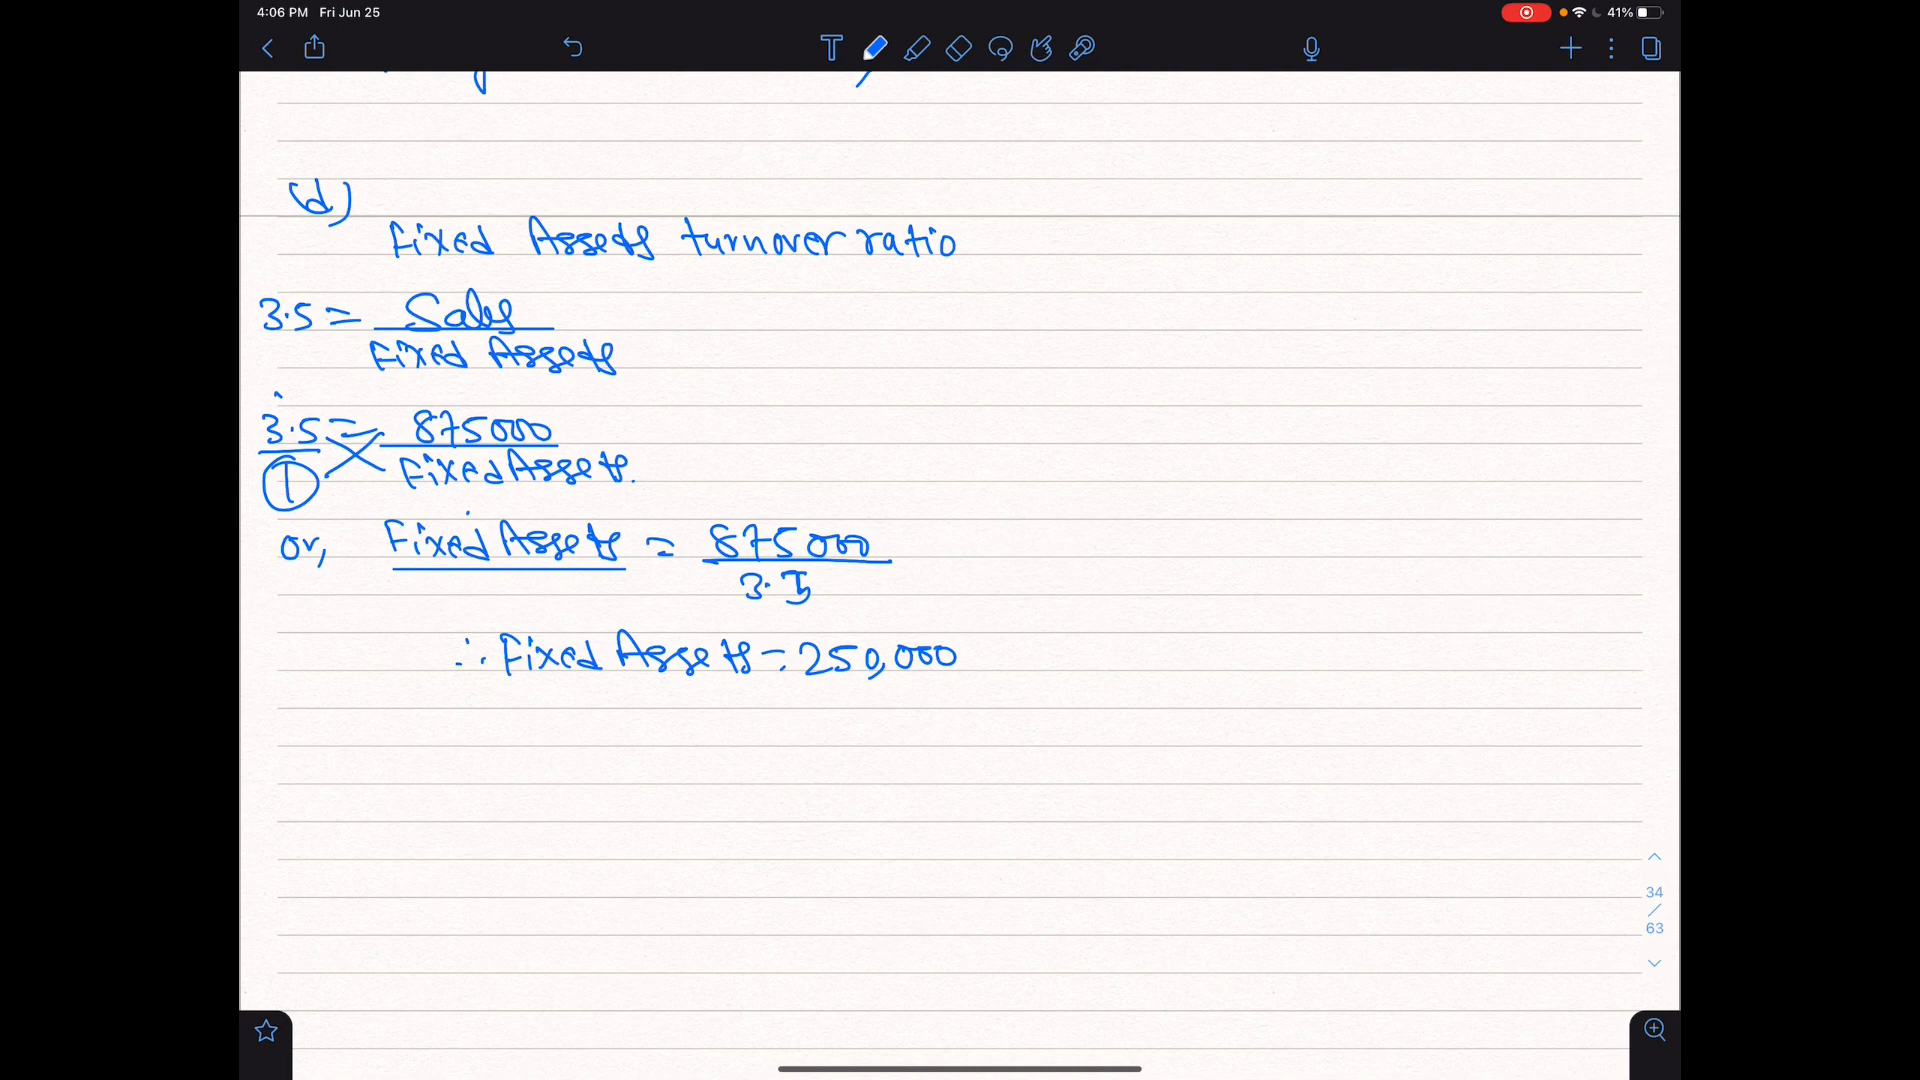 4:06 PM Fri Jun 25
41%
(d)
Fixed Assets turnover ratio
3.5 = Sales
Fixed Assets
3.5 = 875000
1 Fixed Assets.
or, Fixed Assets = 875000
3.5
∴ Fixed Assets = 250,000
34
/
63